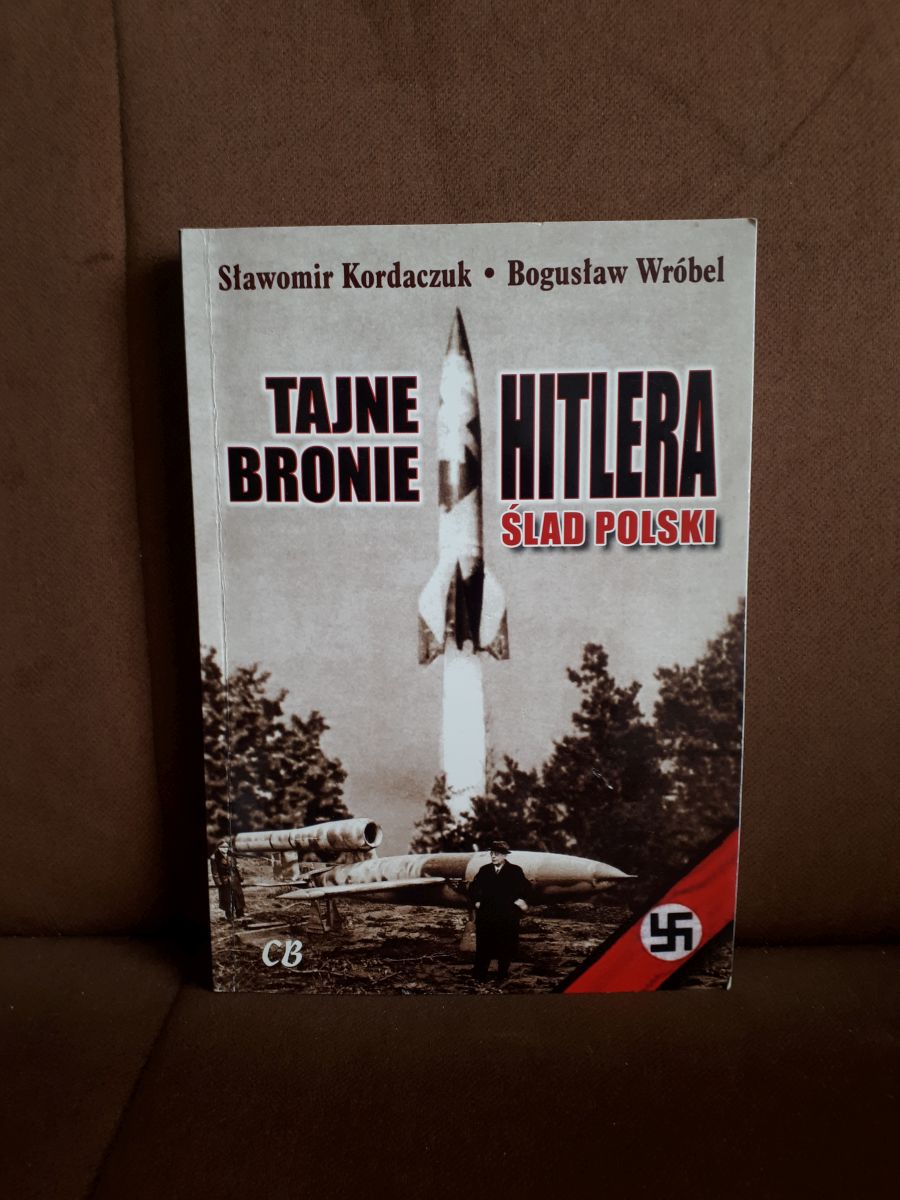 Sławomir Kordaczuk • Bogusław Wróbel
TAJNE
BRONIE
HITLERA
ŚLAD POLSKI
CB